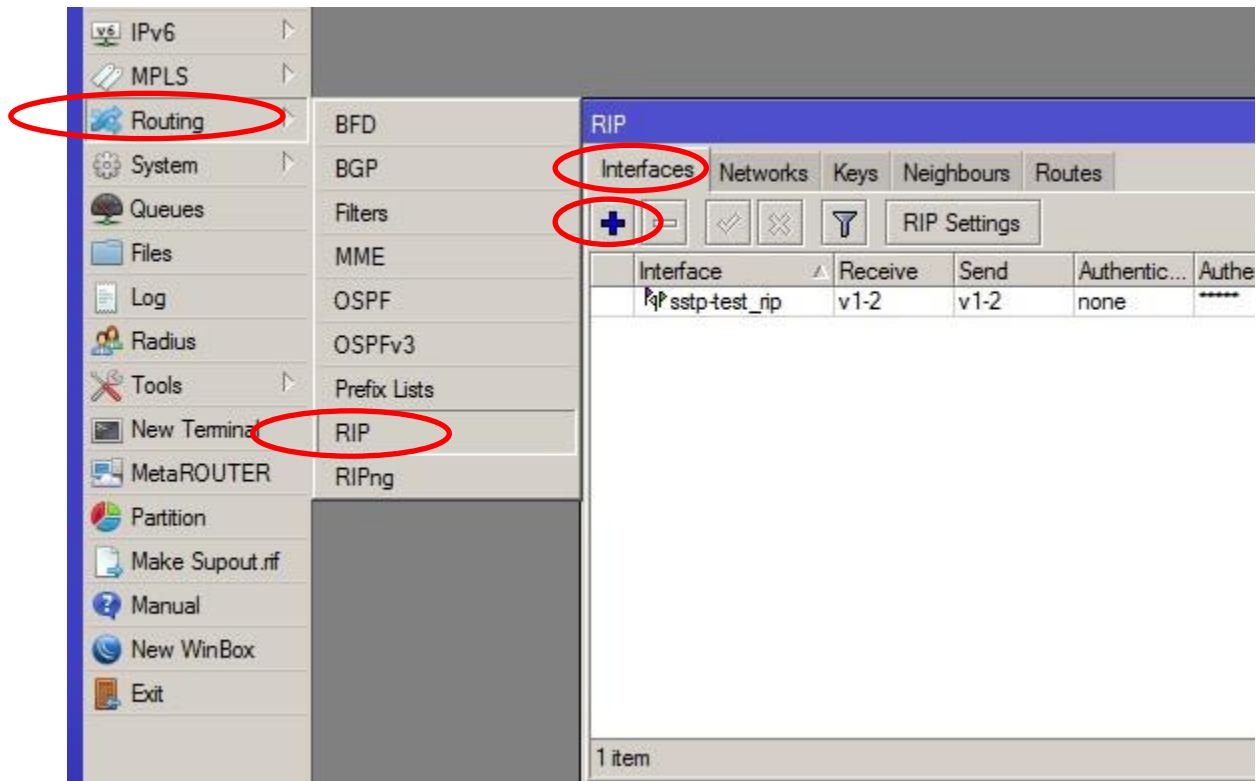 IPv6
MPLS
Routing
System
Queues
Files
Log
Radius
Tools
New Terminal
MetaROUTER
Partition
Make Supout.rif
Manual
New WinBox
Exit
BFD
BGP
Filters
MME
OSPF
OSPFv3
Prefix Lists
RIP
RIPng
RIP
Interfaces Networks Keys Neighbours Routes
RIP Settings
Interface Receive Send Authentic... Authe
sstp-test_rip v1-2 v1-2 none *****
1 item